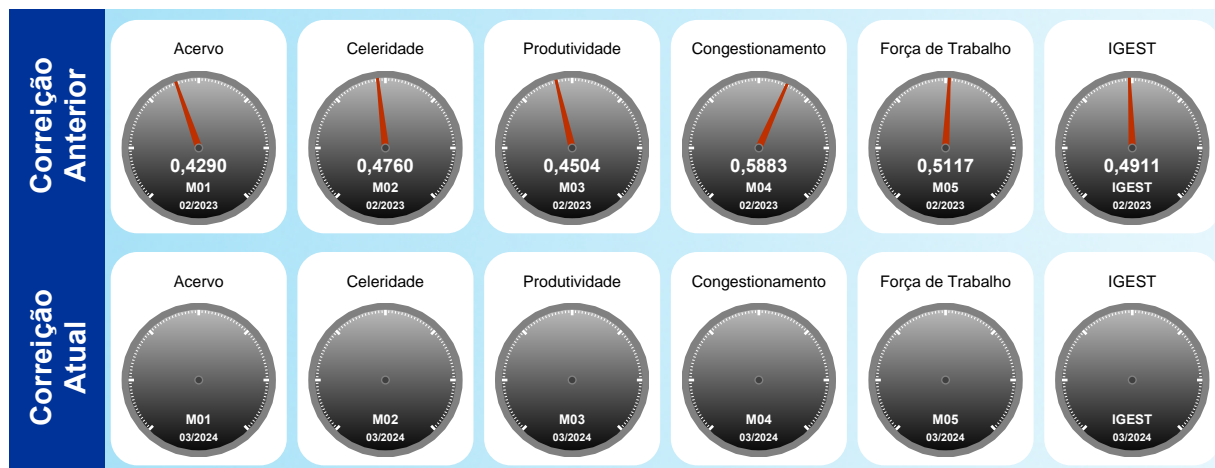 Correição
Anterior
Acervo
0,4290
M01
02/2023
Celeridade
0,4760
M02
02/2023
Produtividade
0,4504
M03
02/2023
Congestionamento
0,5883
M04
02/2023
Força de Trabalho
0,5117
M05
02/2023
IGEST
0,4911
IGEST
02/2023
Correição
Atual
Acervo
M01
03/2024
Celeridade
M02
03/2024
Produtividade
M03
03/2024
Congestionamento
M04
03/2024
Força de Trabalho
M05
03/2024
IGEST
IGEST
03/2024